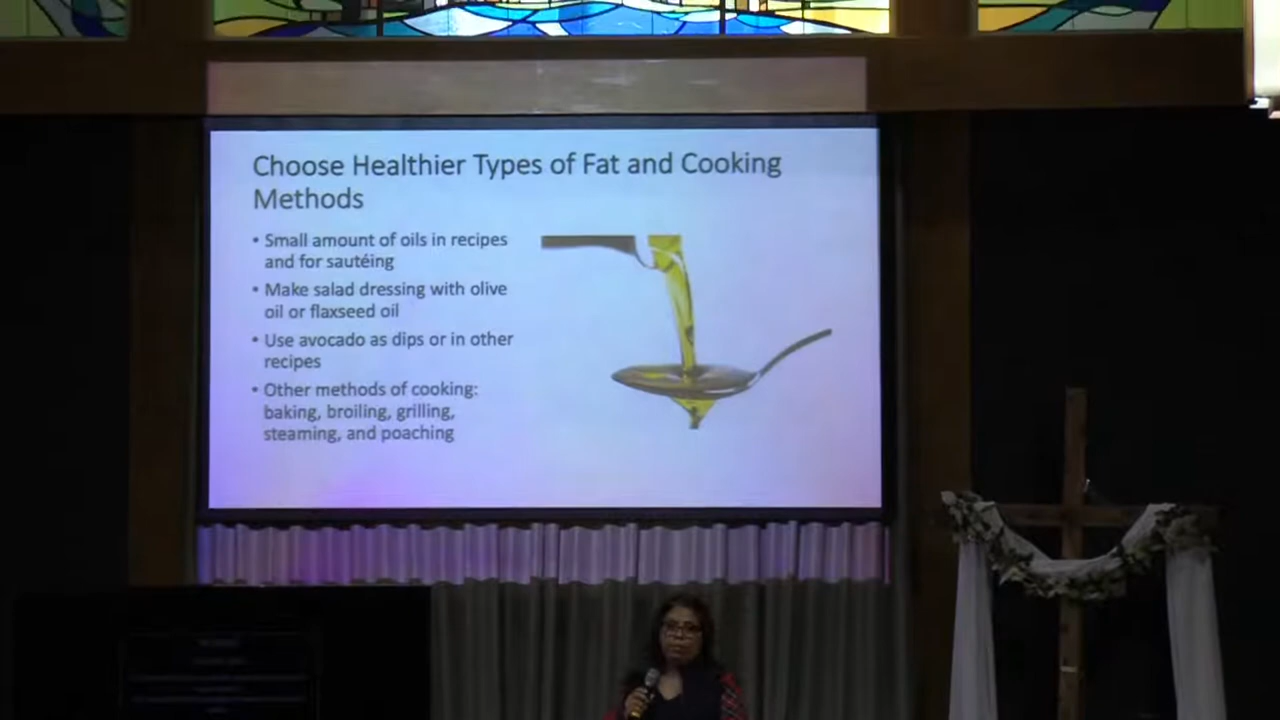 Choose Healthier Types of Fat and Cooking
Methods
• Small amount of oils in recipes
and for sautéing
• Make salad dressing with olive
oil or flaxseed oil
• Use avocado as dips or in other
recipes
• Other methods of cooking:
baking, broiling, grilling,
steaming, and poaching